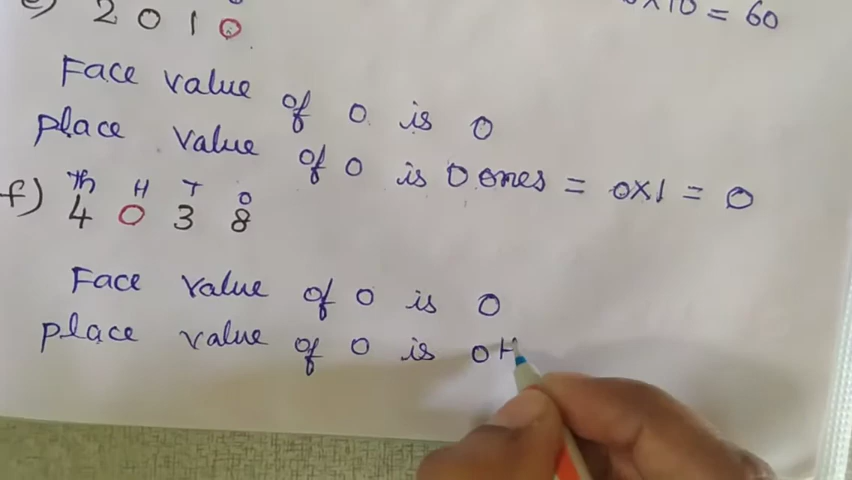 ×10 = 60
2 0 1 0
Face value of 0 is 0
place value of 0 is 0 ones = 0×1 = 0
Th H T O
f) 4 0 3 8
Face value of 0 is 0
place value of 0 is 0H